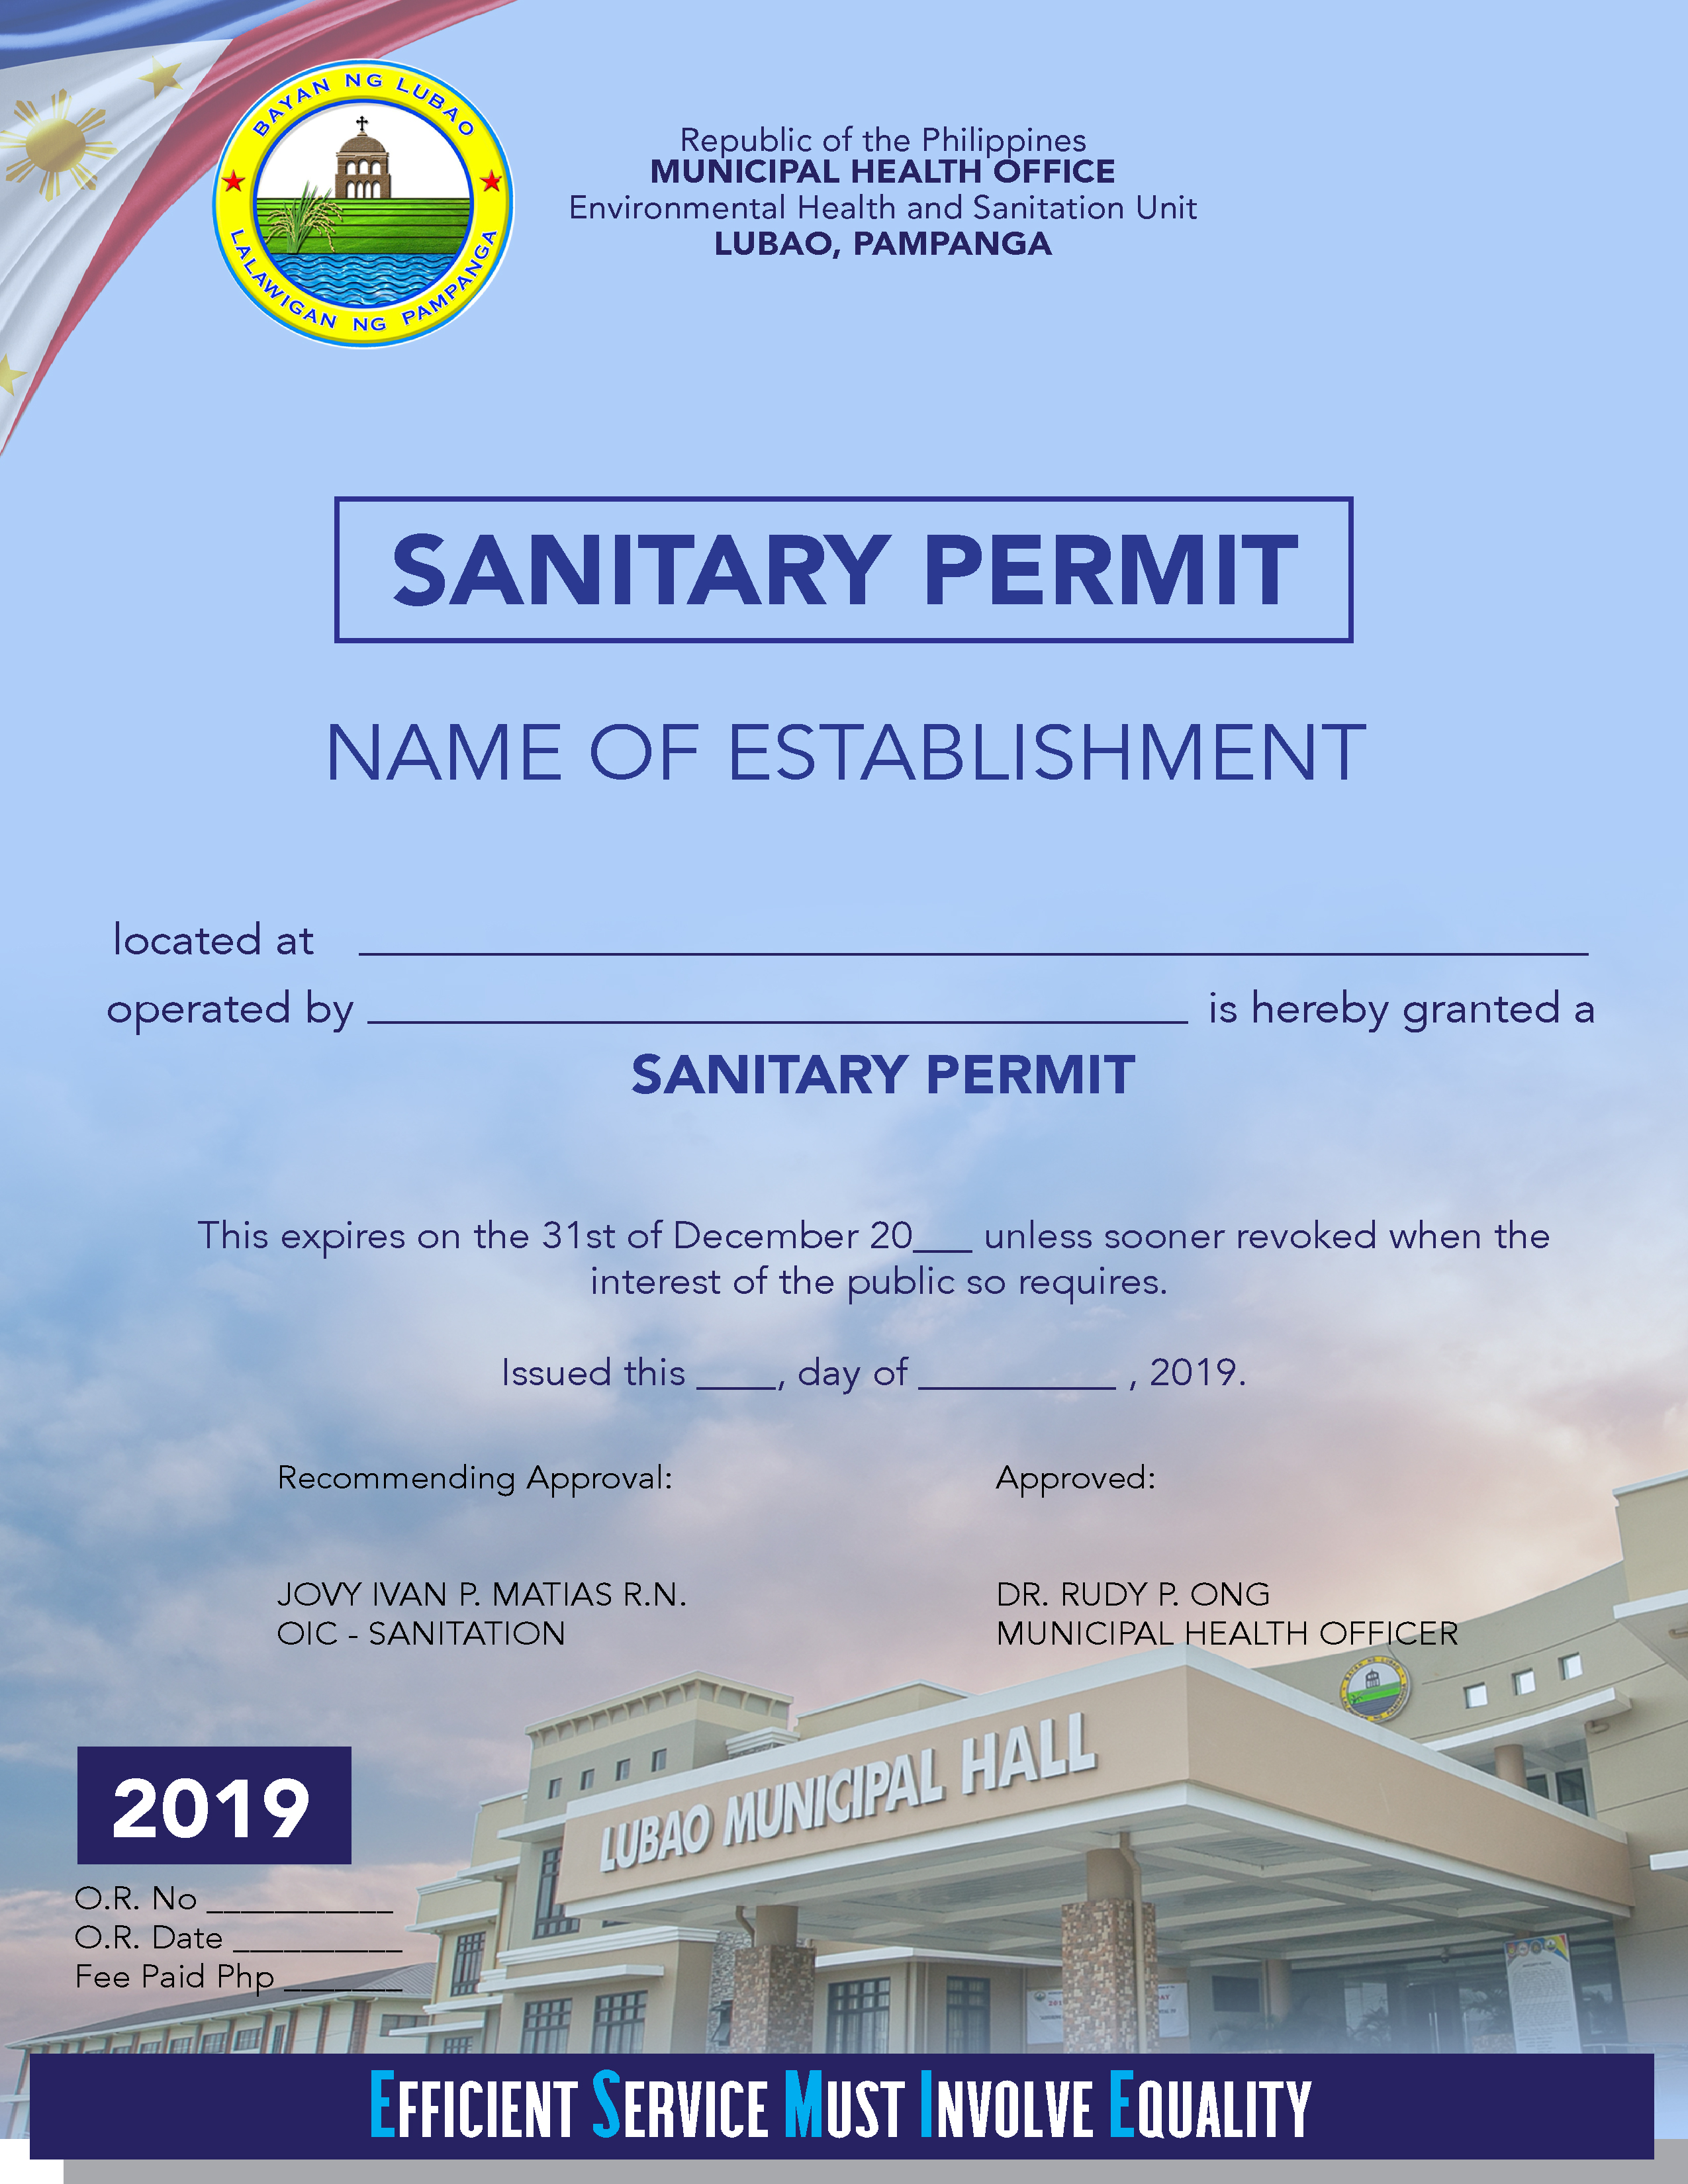 BAYAN NG LUBAO
LALAWIGAN NG PAMPANGA
Republic of the Philippines
MUNICIPAL HEALTH OFFICE
Environmental Health and Sanitation Unit
LUBAO, PAMPANGA
SANITARY PERMIT
NAME OF ESTABLISHMENT
located at ____________________
operated by ____________________ is hereby granted a
SANITARY PERMIT
This expires on the 31st of December 20___ unless sooner revoked when the
interest of the public so requires.
Issued this ____, day of __________ , 2019.
Recommending Approval:
Approved:
JOVY IVAN P. MATIAS R.N.
OIC - SANITATION
DR. RUDY P. ONG
MUNICIPAL HEALTH OFFICER
LUBAO MUNICIPAL HALL
2019
O.R. No ___________
O.R. Date __________
Fee Paid Php _______
EFFICIENT SERVICE MUST INVOLVE EQUALITY